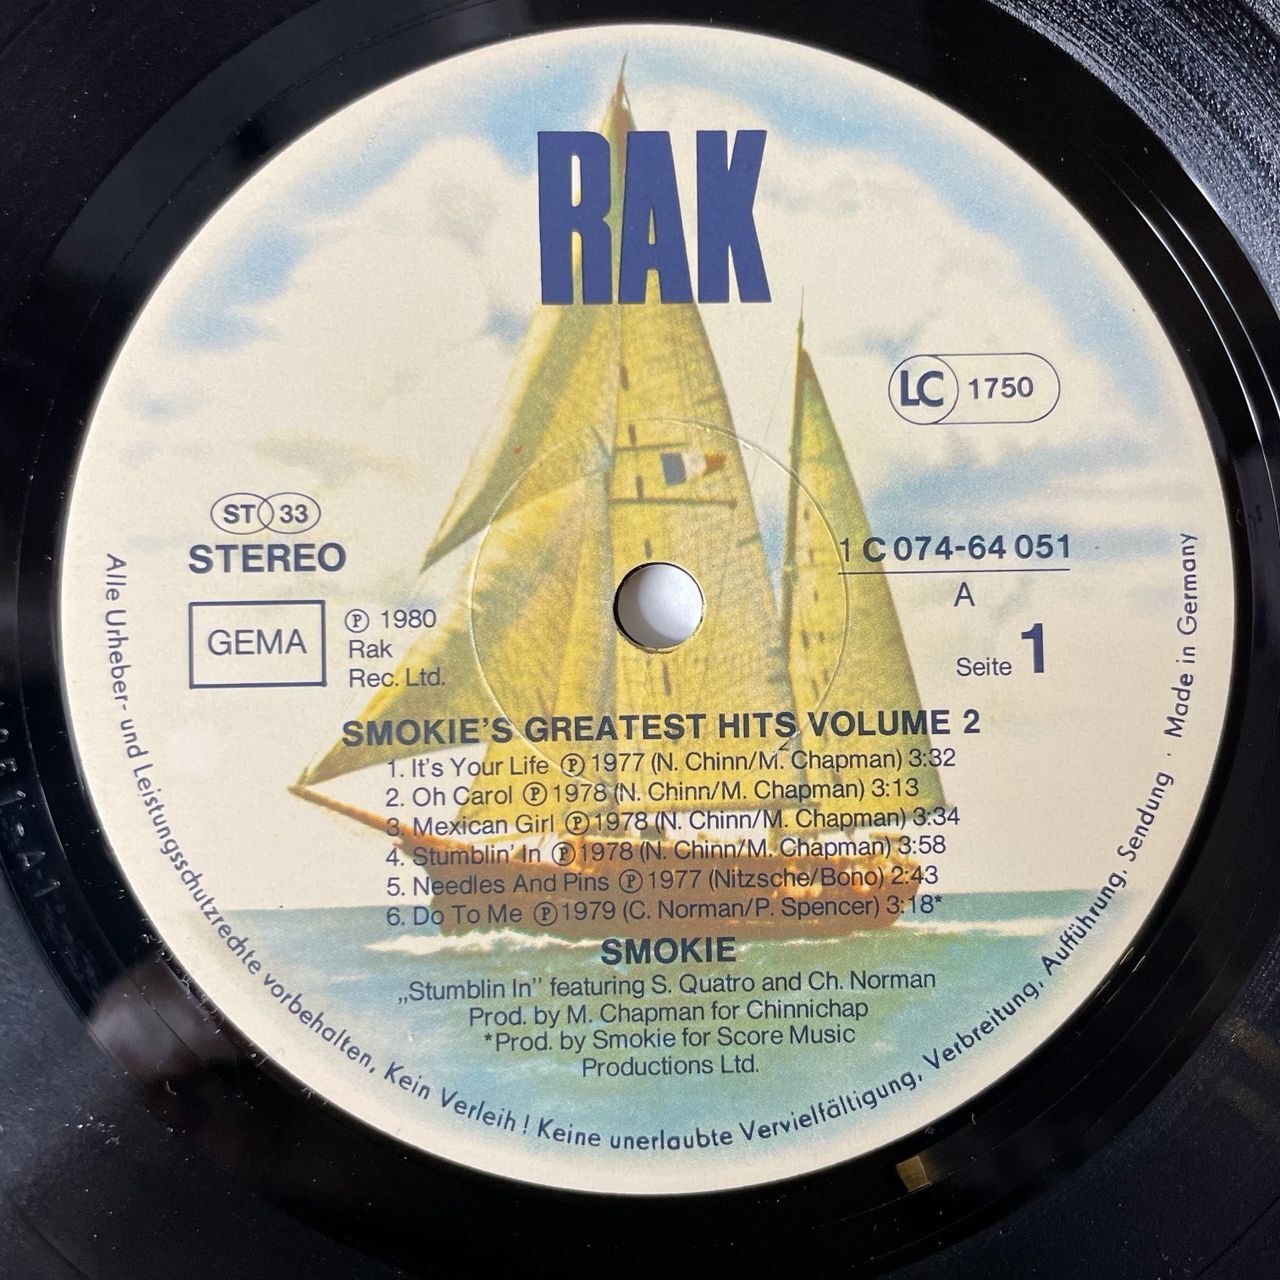 RAK
LC 1750
ST 33
STEREO
GEMA
℗ 1980
Rak
Rec. Ltd.
1 C 074-64 051
A
Seite 1
SMOKIE'S GREATEST HITS VOLUME 2
1. It's Your Life ℗ 1977 (N. Chinn/M. Chapman) 3:32
2. Oh Carol ℗ 1978 (N. Chinn/M. Chapman) 3:13
3. Mexican Girl ℗ 1978 (N. Chinn/M. Chapman) 3:34
4. Stumblin' In ℗ 1978 (N. Chinn/M. Chapman) 3:58
5. Needles And Pins ℗ 1977 (Nitzsche/Bono) 2:43
6. Do To Me ℗ 1979 (C. Norman/P. Spencer) 3:18*
SMOKIE
„Stumblin In” featuring S. Quatro and Ch. Norman
Prod. by M. Chapman for Chinnichap
*Prod. by Smokie for Score Music
Productions Ltd.
Alle Urheber- und Leistungsschutzrechte vorbehalten, Kein Verleih! Keine unerlaubte Vervielfältigung, Verbreitung, Aufführung, Sendung · Made in Germany